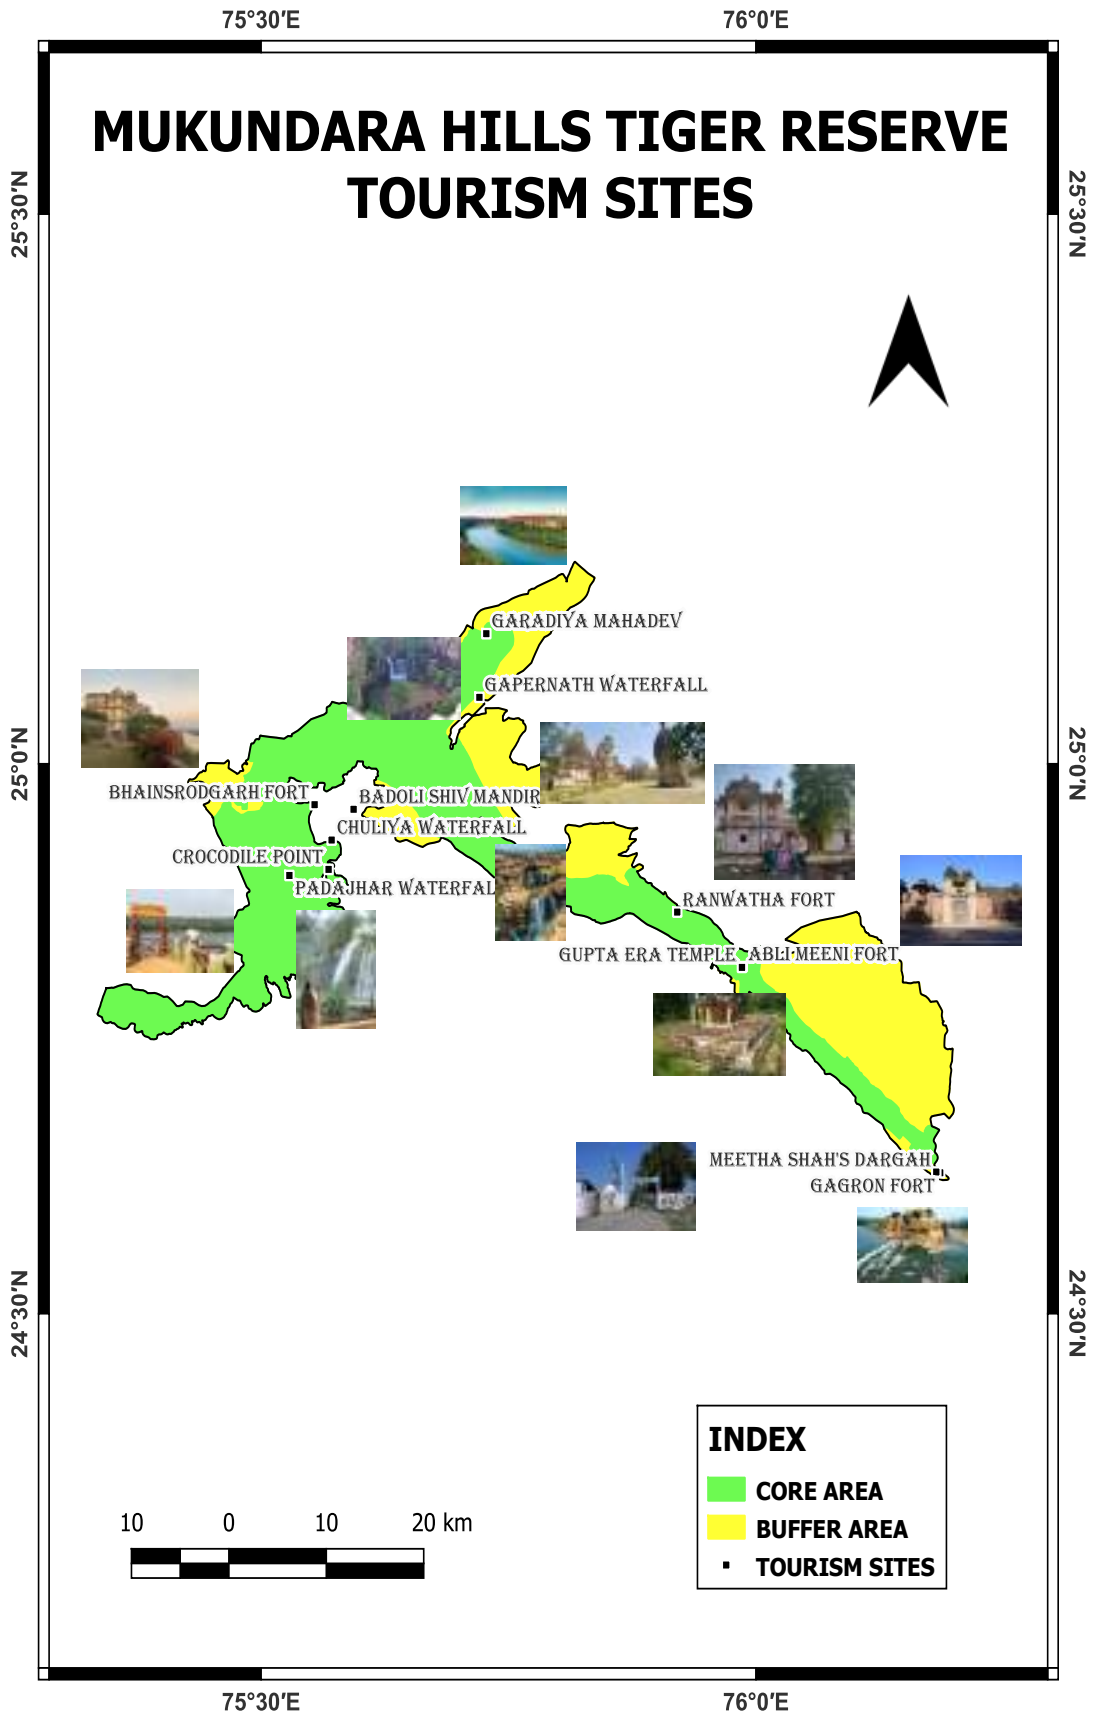 75°30'E 76°0'E
MUKUNDARA HILLS TIGER RESERVE
TOURISM SITES
25°30'N 25°30'N
GARADIYA MAHADEV
GAPERNATH WATERFALL
25°0'N 25°0'N
BHAINSRODGARH FORT
BADOLI SHIV MANDIR
CHULIYA WATERFALL
CROCODILE POINT
PADAJHAR WATERFAL
RANWATHA FORT
GUPTA ERA TEMPLE
ABLI MEENI FORT
MEETHA SHAH'S DARGAH
GAGRON FORT
24°30'N 24°30'N
INDEX
CORE AREA
BUFFER AREA
TOURISM SITES
10 0 10 20 km
75°30'E 76°0'E